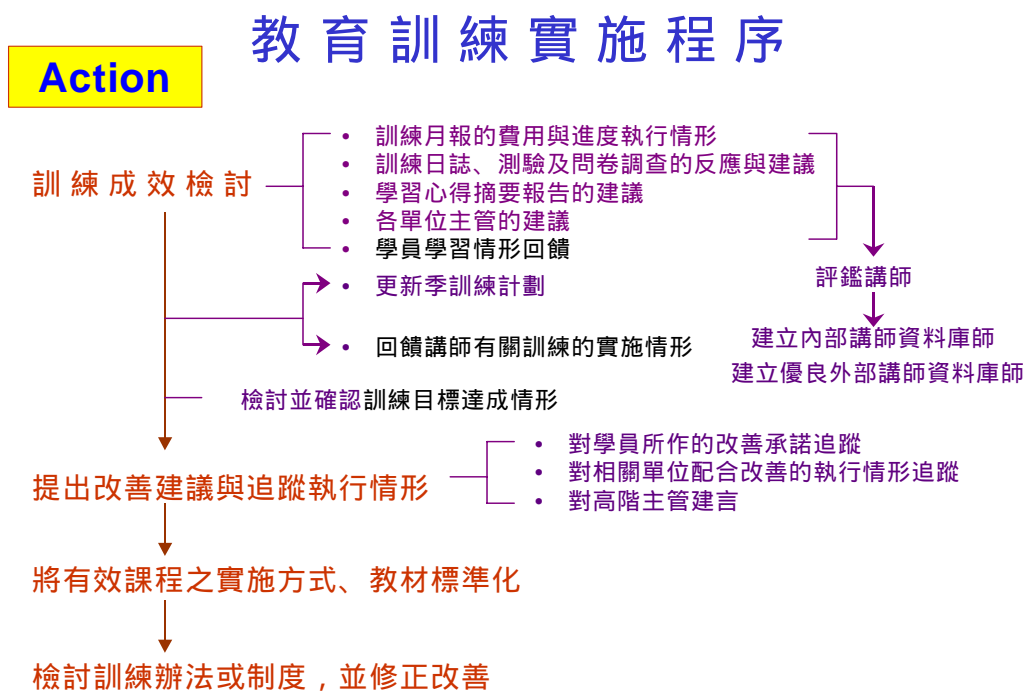 教育訓練實施程序
Action
訓練成效檢討
• 訓練月報的費用與進度執行情形
• 訓練日誌、測驗及問卷調查的反應與建議
• 學習心得摘要報告的建議
• 各單位主管的建議
• 學員學習情形回饋
評鑑講師
• 更新季訓練計劃
建立內部講師資料庫師
• 回饋講師有關訓練的實施情形
建立優良外部講師資料庫師
檢討並確認訓練目標達成情形
• 對學員所作的改善承諾追蹤
• 對相關單位配合改善的執行情形追蹤
提出改善建議與追蹤執行情形
• 對高階主管建言
將有效課程之實施方式、教材標準化
檢討訓練辦法或制度，並修正改善